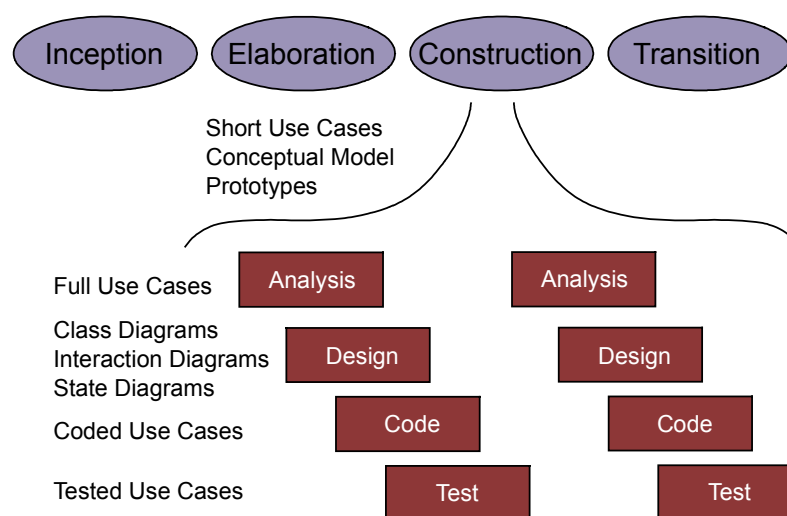 Inception Elaboration Construction Transition
Short Use Cases
Conceptual Model
Prototypes
Full Use Cases Analysis Analysis
Class Diagrams
Interaction Diagrams Design Design
State Diagrams
Coded Use Cases Code Code
Tested Use Cases Test Test